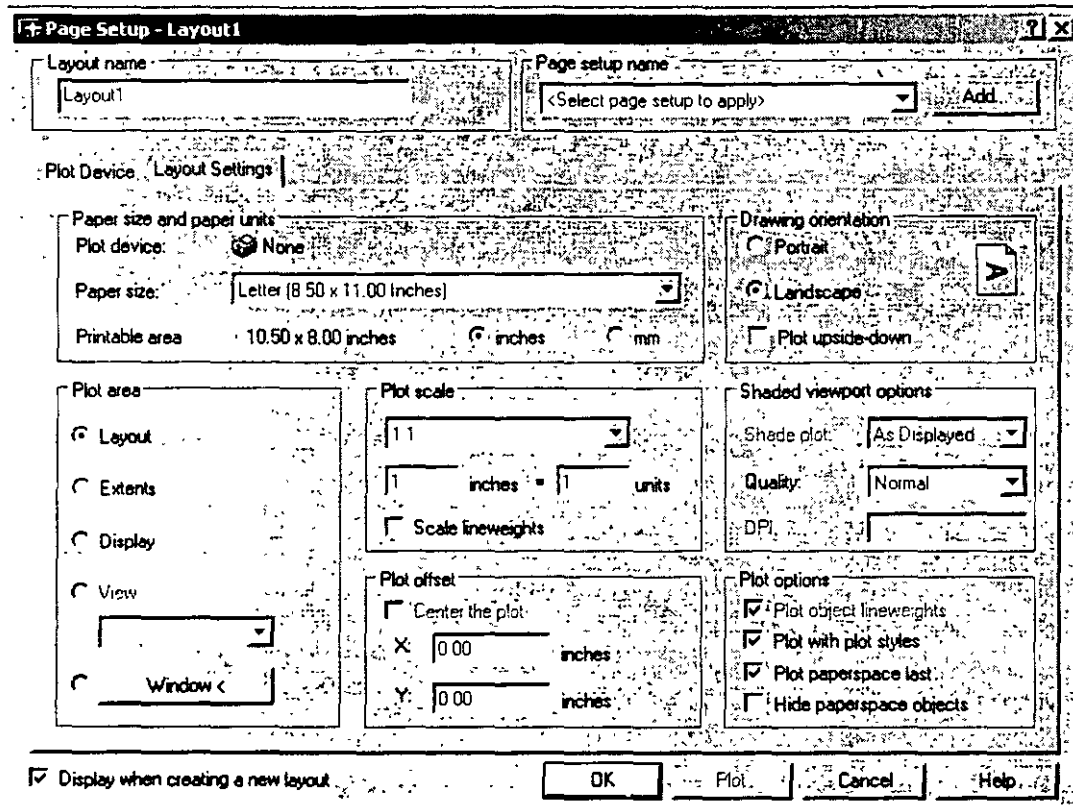 Page Setup - Layout1
Layout name
Layout1
Page setup name
<Select page setup to apply>
Add...
Plot Device
Layout Settings
Paper size and paper units
Plot device:
None
Paper size:
Letter (8 50 x 11.00 Inches)
Printable area
10.50 x 8.00 inches
inches
mm
Drawing orientation
Portrait
Landscape
Plot upside-down
A
Plot area
Layout
Extents
Display
View
Window <
Plot scale
1 1
1 inches = 1 units
Scale lineweights
Plot offset
Center the plot
X: 0 00 inches
Y: 0 00 inches
Shaded viewport options
Shade plot: As Displayed
Quality: Normal
DPI
Plot options
Plot object lineweights
Plot with plot styles
Plot paperspace last
Hide paperspace objects
Display when creating a new layout
OK
Plot
Cancel
Help